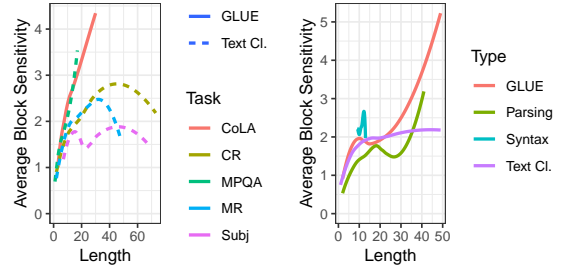 Average Block Sensitivity
4
3
2
1
0
0 20 40 60
Length
GLUE
Text Cl.
Task
CoLA
CR
MPQA
MR
Subj
Average Block Sensitivity
5
4
3
2
1
0
0 10 20 30 40 50
Length
Type
GLUE
Parsing
Syntax
Text Cl.